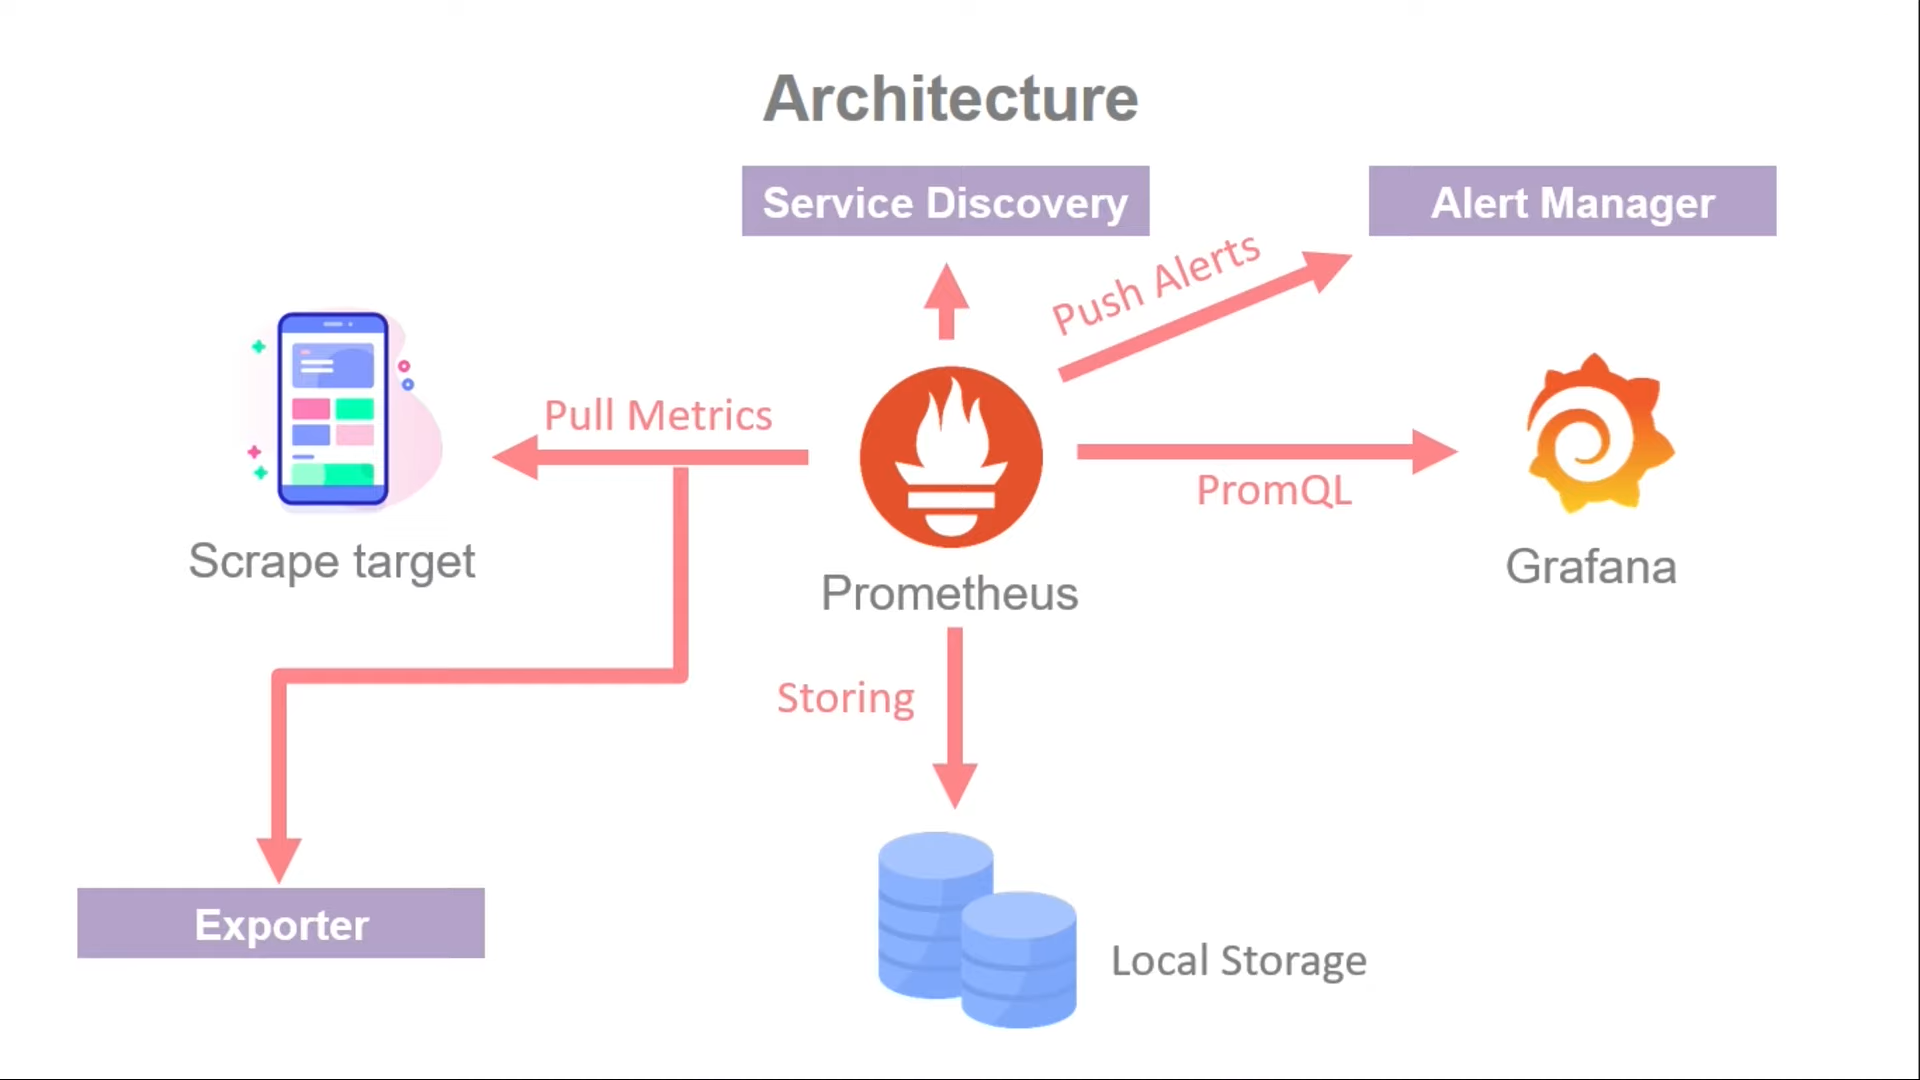 Architecture
Service Discovery
Alert Manager
Push Alerts
Pull Metrics
PromQL
Scrape target
Prometheus
Grafana
Storing
Exporter
Local Storage